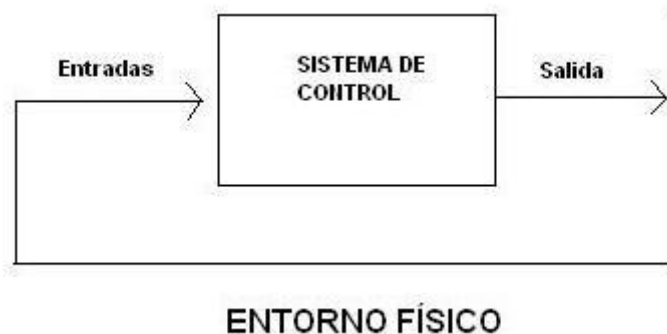 Entradas
SISTEMA DE
CONTROL
Salida
ENTORNO FÍSICO